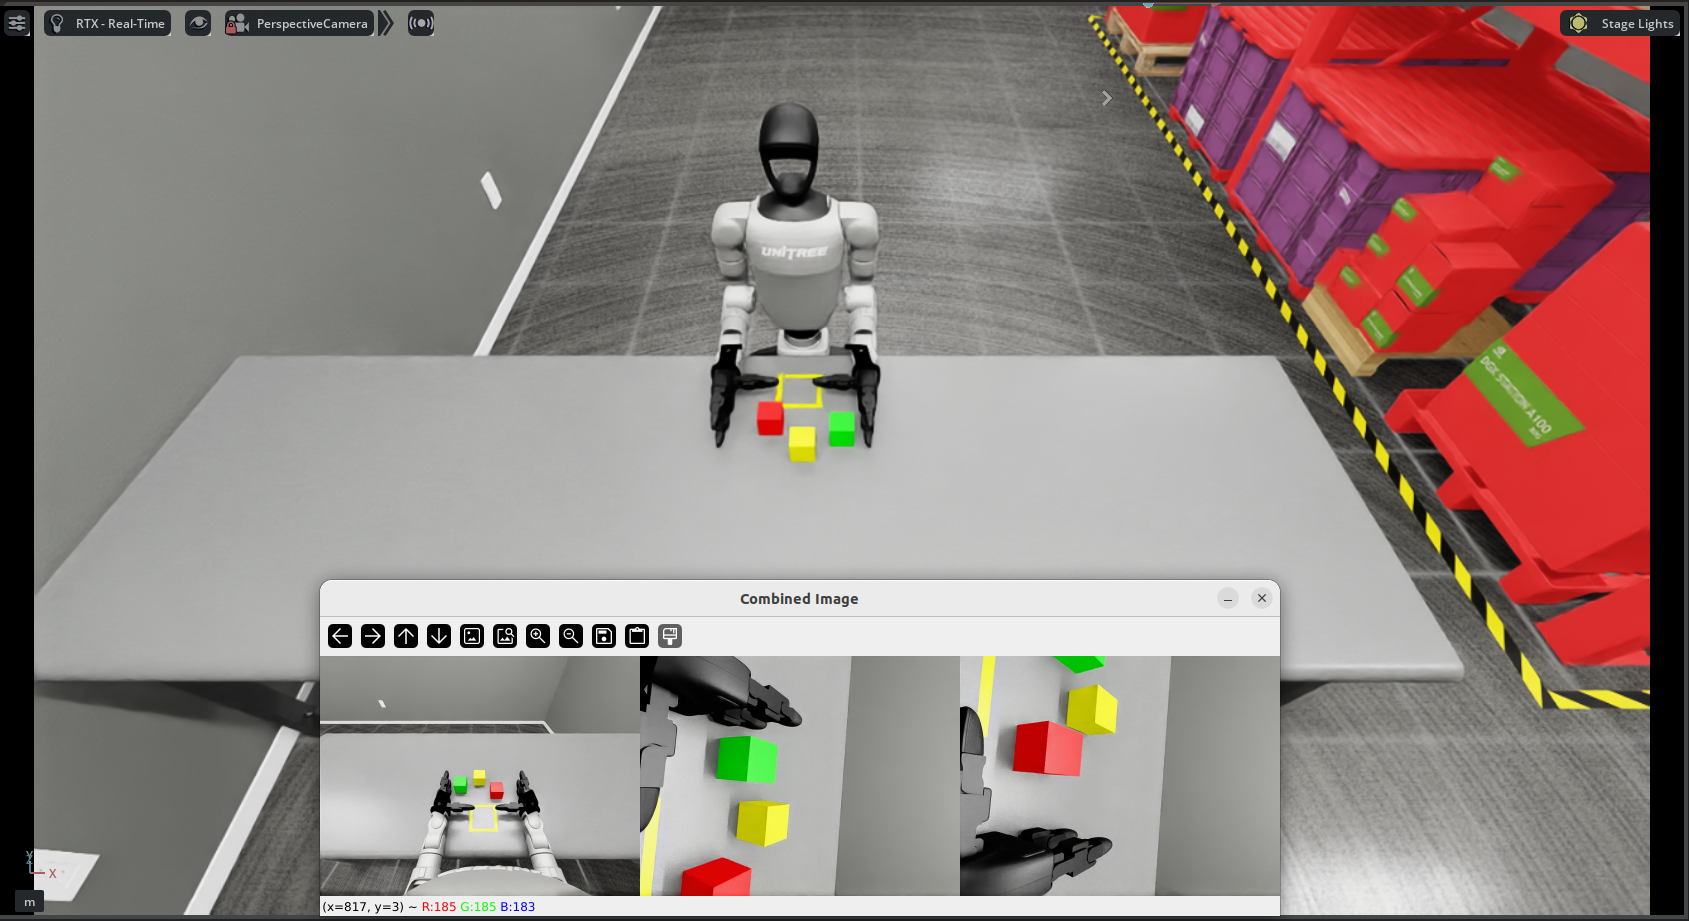 RTX - Real-Time
PerspectiveCamera
Stage Lights
UNITREE
DGX STATION A100
Combined Image
X
m
(x=817, y=3) ~ R:185 G:185 B:183